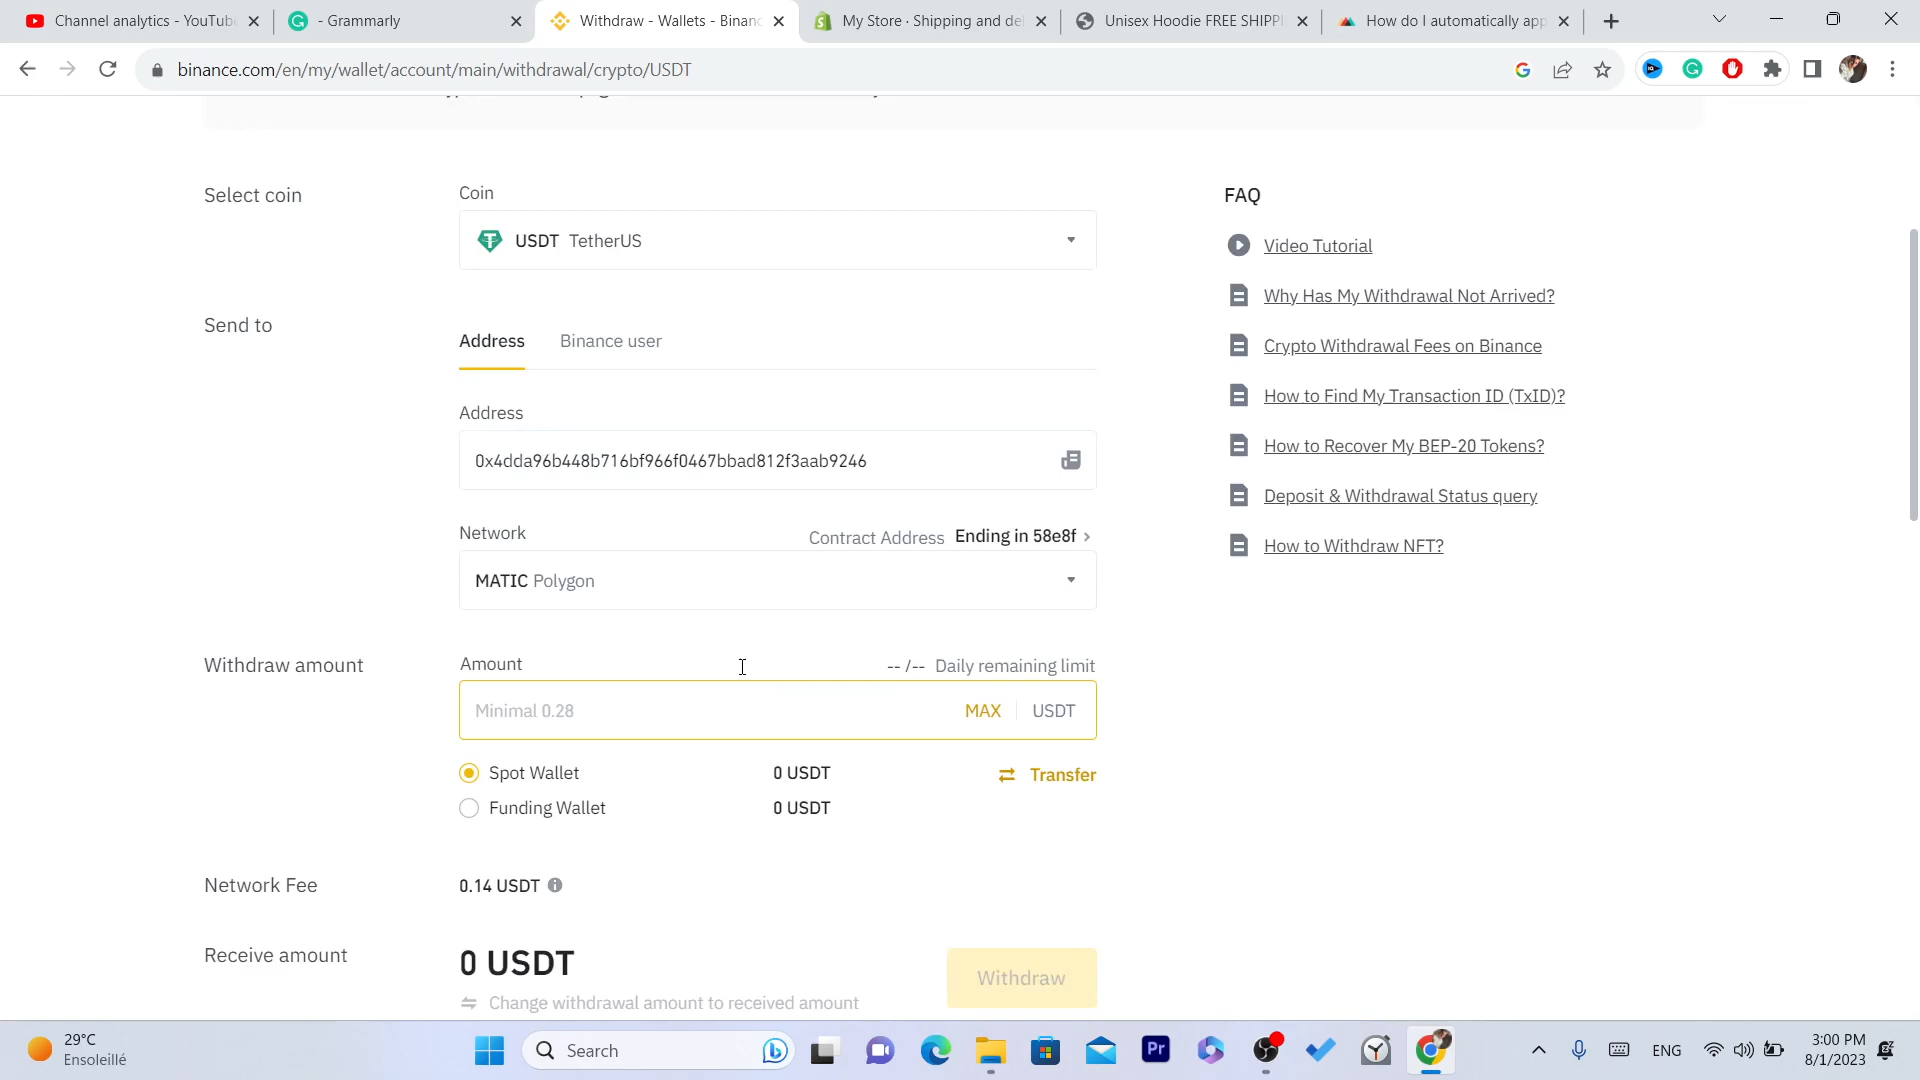 Channel analytics - YouTub
- Grammarly
Withdraw - Wallets - Binanc
My Store · Shipping and del
Unisex Hoodie FREE SHIPPI
How do I automatically app
binance.com/en/my/wallet/account/main/withdrawal/crypto/USDT
Select coin
Coin
USDT TetherUS
Send to
Address
Binance user
Address
0x4dda96b448b716bf966f0467bbad812f3aab9246
Network
Contract Address Ending in 58e8f
MATIC Polygon
Withdraw amount
Amount
-- /-- Daily remaining limit
Minimal 0.28
MAX
USDT
Spot Wallet
0 USDT
Transfer
Funding Wallet
0 USDT
Network Fee
0.14 USDT
Receive amount
0 USDT
Withdraw
Change withdrawal amount to received amount
FAQ
Video Tutorial
Why Has My Withdrawal Not Arrived?
Crypto Withdrawal Fees on Binance
How to Find My Transaction ID (TxID)?
How to Recover My BEP-20 Tokens?
Deposit & Withdrawal Status query
How to Withdraw NFT?
29°C
Ensoleillé
Search
Pr
ENG
3:00 PM
8/1/2023